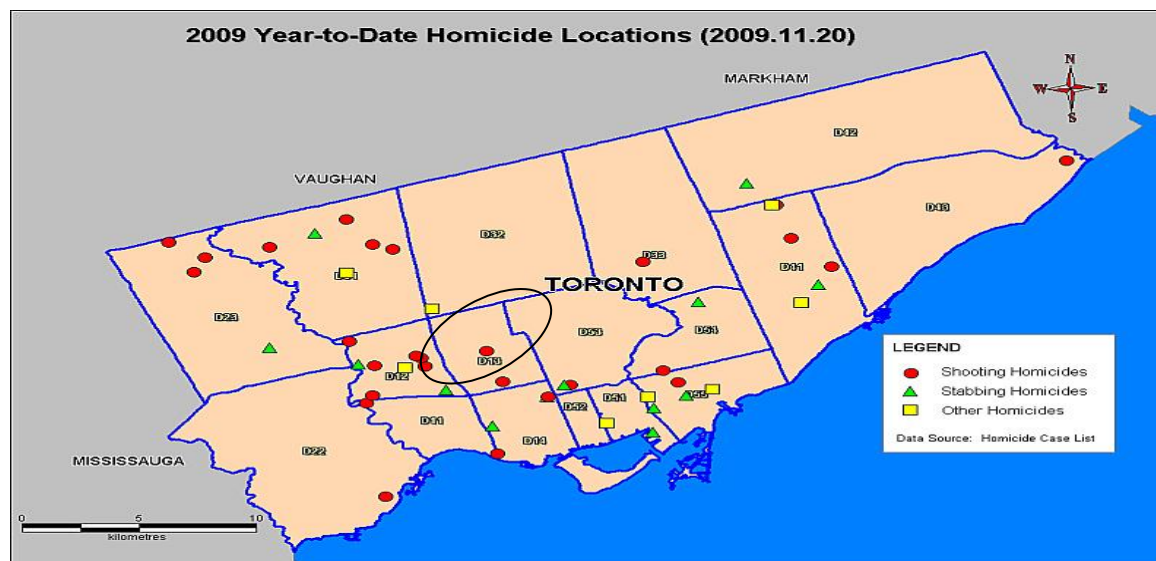 2009 Year-to-Date Homicide Locations (2009.11.20)
N
W E
S
MARKHAM
D42
VAUGHAN
D43
D32
D33
D41
TORONTO
D23
D53
D54
D13
D12
D55
D51
D52
D11
D14
D22
MISSISSAUGA
LEGEND
Shooting Homicides
Stabbing Homicides
Other Homicides
Data Source: Homicide Case List
0 5 10
kilometres